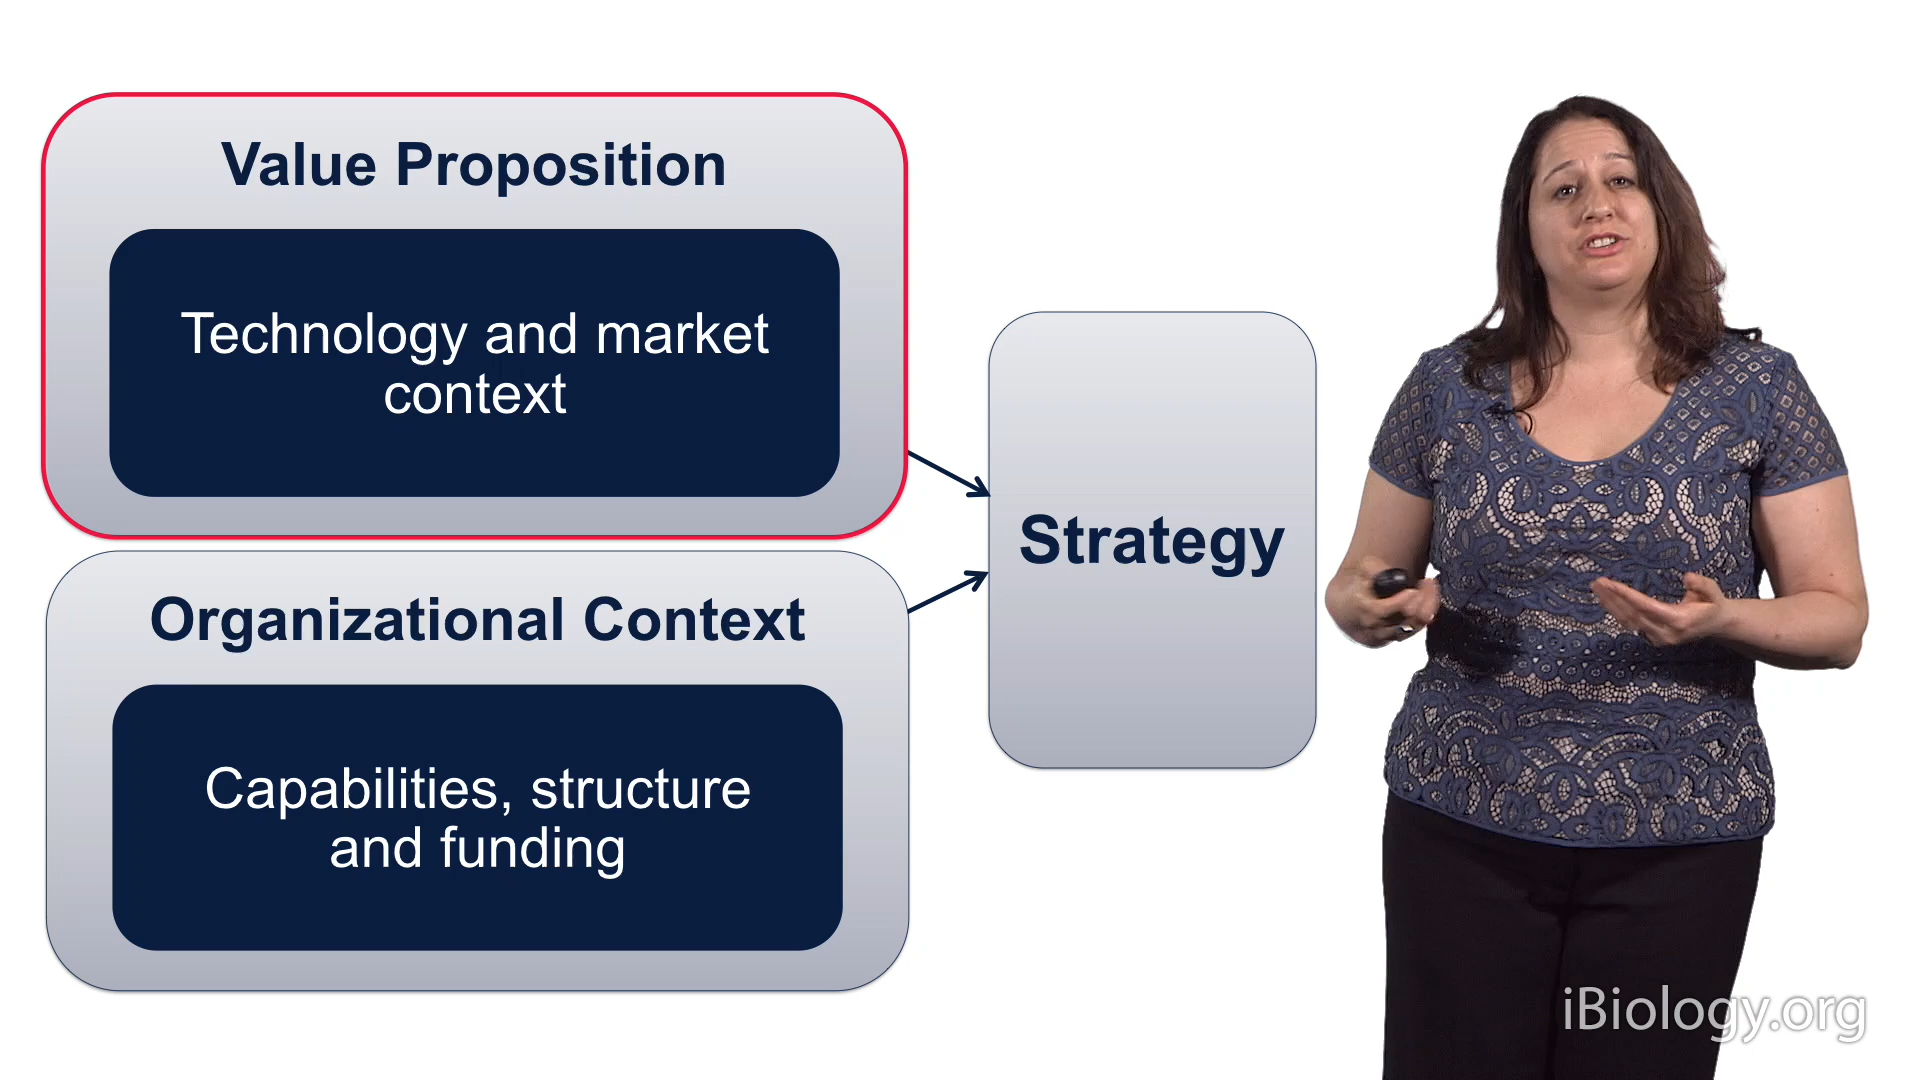 Value Proposition
Technology and market
context
Organizational Context
Capabilities, structure
and funding
Strategy
iBiology.org